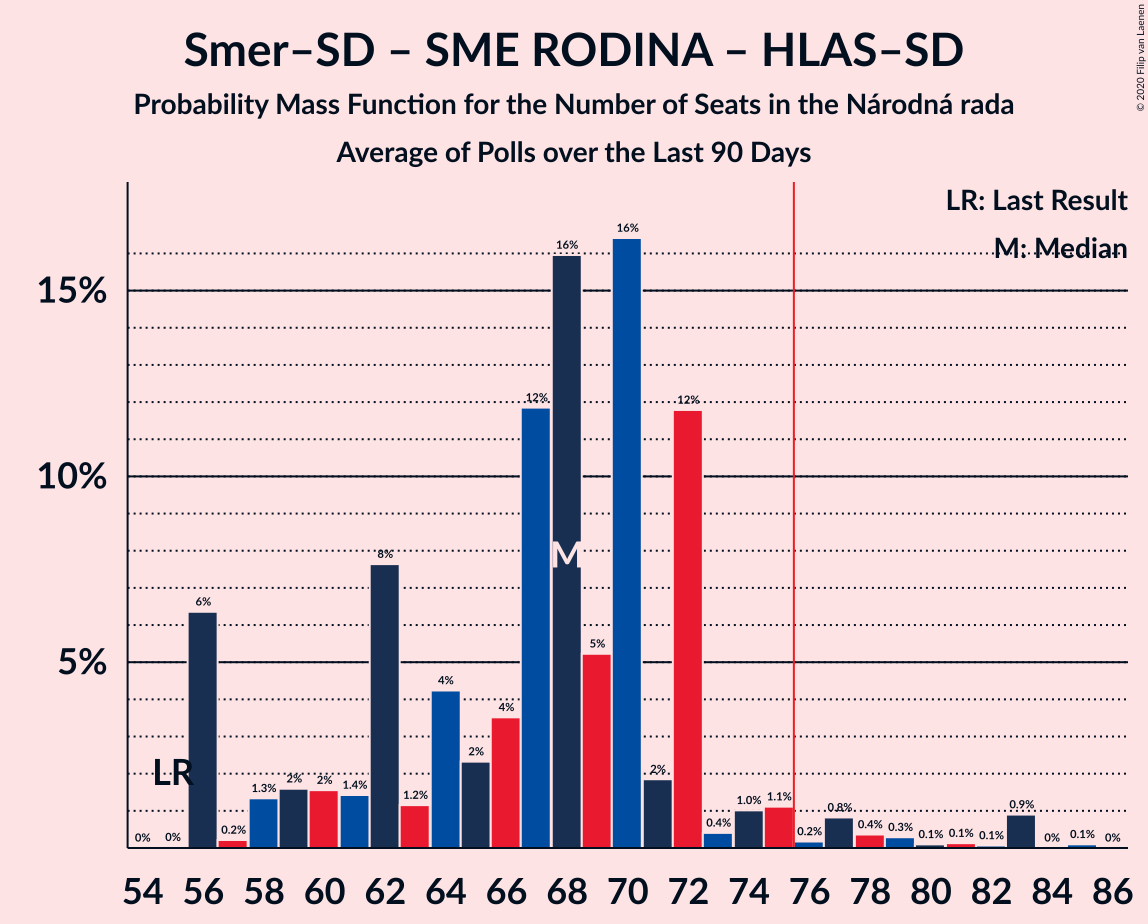 Smer–SD – SME RODINA – HLAS–SD
Probability Mass Function for the Number of Seats in the Národná rada
Average of Polls over the Last 90 Days
© 2020 Filip van Laenen
LR: Last Result
M: Median
15%
10%
5%
LR
M
0% 0% 6% 0.2% 1.3% 2% 2% 1.4% 8% 1.2% 4% 2% 4% 12% 16% 5% 16% 2% 12% 0.4% 1.0% 1.1% 0.2% 0.8% 0.4% 0.3% 0.1% 0.1% 0.1% 0.9% 0% 0.1% 0%
54 56 58 60 62 64 66 68 70 72 74 76 78 80 82 84 86